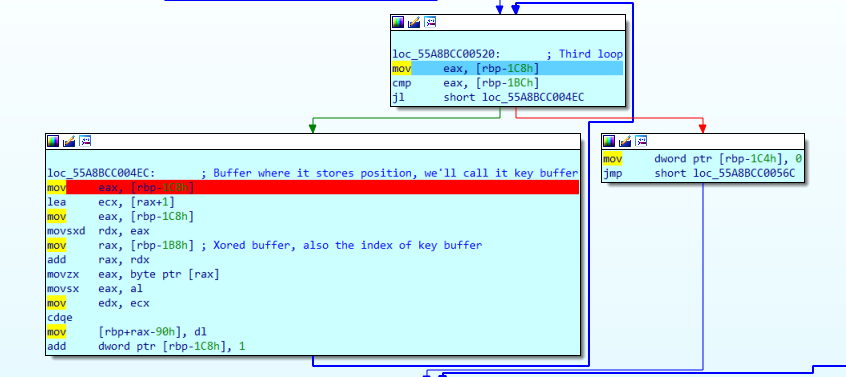 loc_55A8BCC00520: ; Third loop
mov eax, [rbp-1C8h]
cmp eax, [rbp-1BCh]
jl short loc_55A8BCC004EC
loc_55A8BCC004EC: ; Buffer where it stores position, we'll call it key buffer
mov eax, [rbp-1C8h]
lea ecx, [rax+1]
mov eax, [rbp-1C8h]
movsxd rdx, eax
mov rax, [rbp-1B8h] ; Xored buffer, also the index of key buffer
add rax, rdx
movzx eax, byte ptr [rax]
movsx eax, al
mov edx, ecx
cdqe
mov [rbp+rax-90h], dl
add dword ptr [rbp-1C8h], 1
mov dword ptr [rbp-1C4h], 0
jmp short loc_55A8BCC0056C